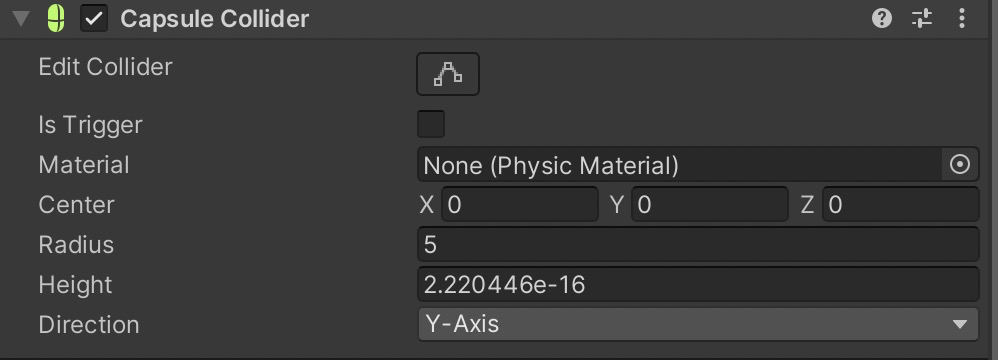 Capsule Collider
Edit Collider
Is Trigger
Material None (Physic Material)
Center X 0 Y 0 Z 0
Radius 5
Height 2.220446e-16
Direction Y-Axis